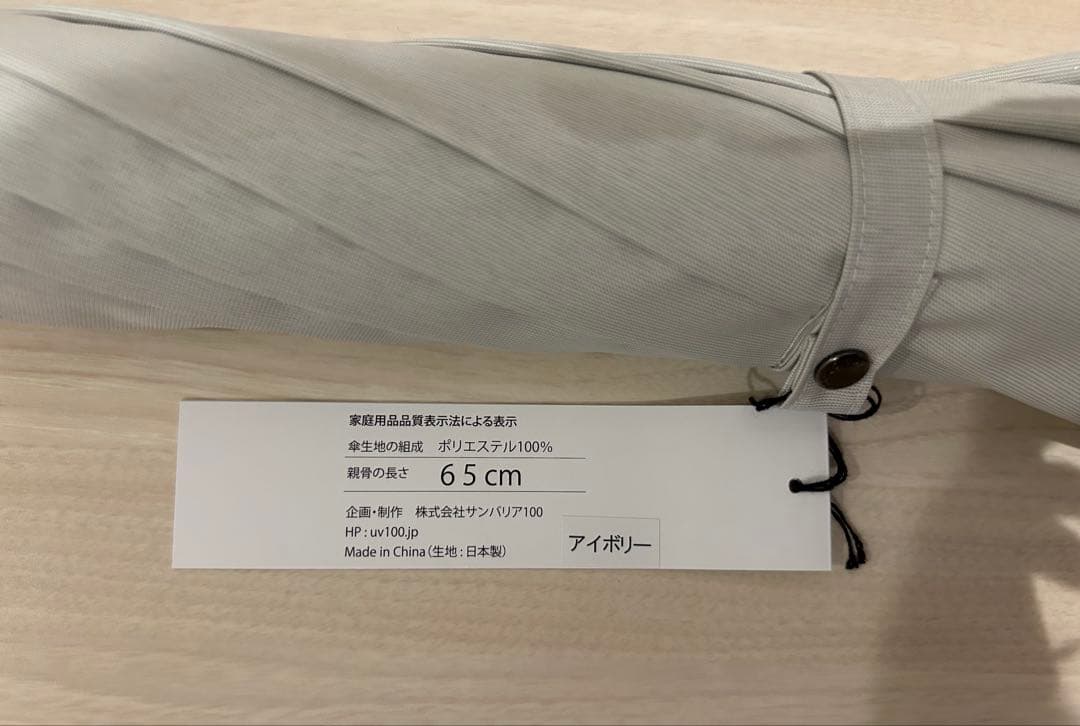 家庭用品品質表示法による表示
傘生地の組成　ポリエステル100%
親骨の長さ　65cm
企画・制作　株式会社サンバリア100
HP : uv100.jp
Made in China（生地 : 日本製）
アイボリー